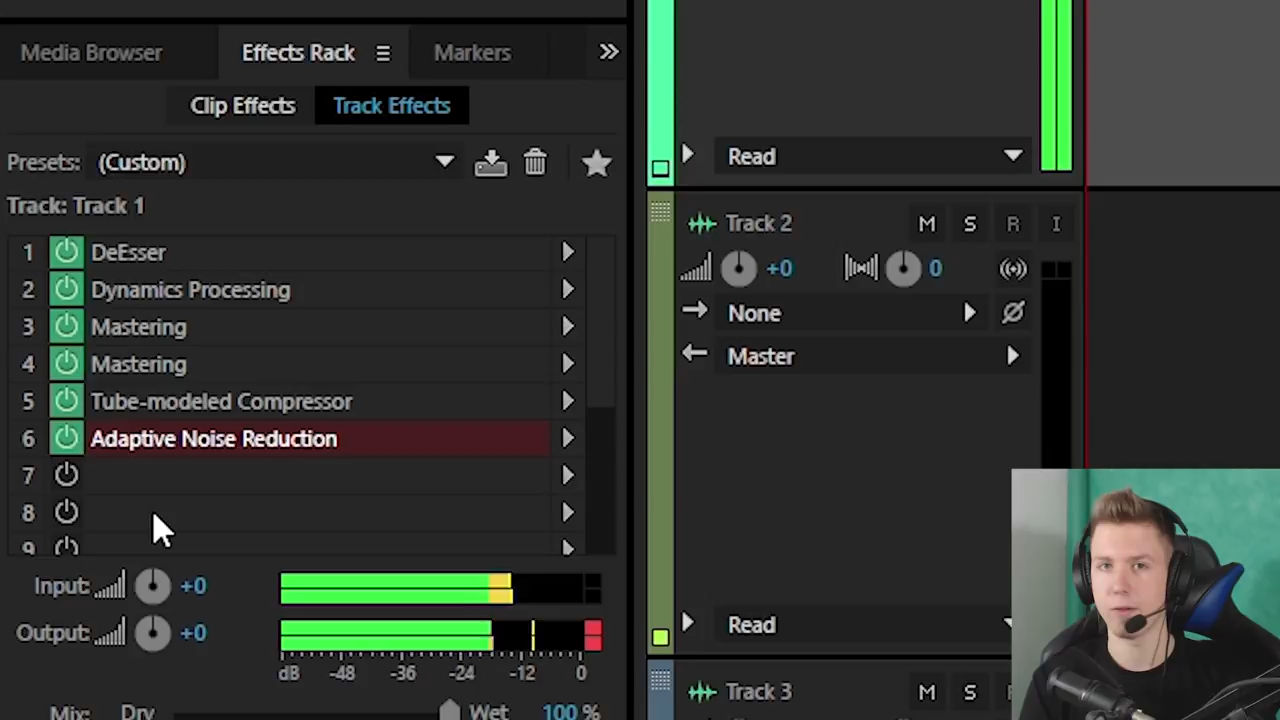 Media Browser Effects Rack Markers
Clip Effects Track Effects
Presets: (Custom)
Track: Track 1
1 DeEsser
2 Dynamics Processing
3 Mastering
4 Mastering
5 Tube-modeled Compressor
6 Adaptive Noise Reduction
7
8
9
Input: +0
Output: +0
dB -48 -36 -24 -12 0
Mix: Dry Wet 100 %
Read
Track 2 M S R I
+0 0
None
Master
Read
Track 3 M S